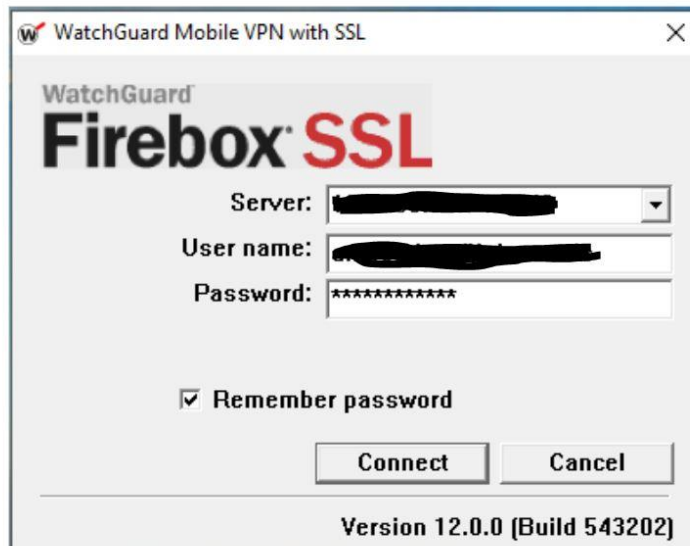 WatchGuard Mobile VPN with SSL
WatchGuard
Firebox SSL
Server:
User name:
Password: ************
Remember password
Connect Cancel
Version 12.0.0 (Build 543202)